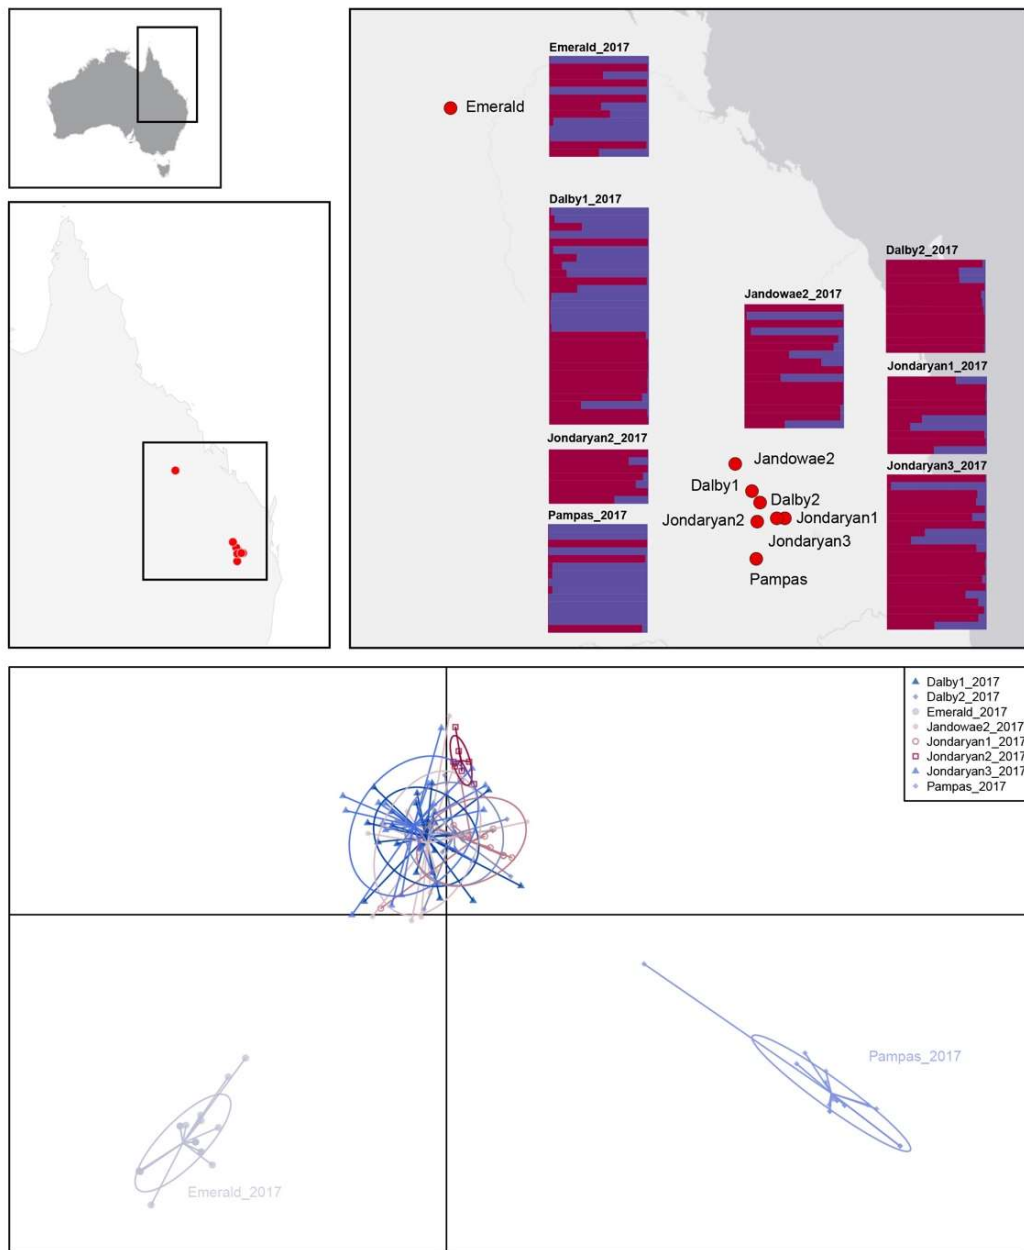 Emerald_2017
Emerald
Dalby1_2017
Dalby2_2017
Jandowae2_2017
Jondaryan1_2017
Jondaryan2_2017
Jandowae2
Jondaryan3_2017
Dalby1
Dalby2
Pampas_2017
Jondaryan2
Jondaryan1
Jondaryan3
Pampas
Dalby1_2017
Dalby2_2017
Emerald_2017
Jandowae2_2017
Jondaryan1_2017
Jondaryan2_2017
Jondaryan3_2017
Pampas_2017
Pampas_2017
Emerald_2017